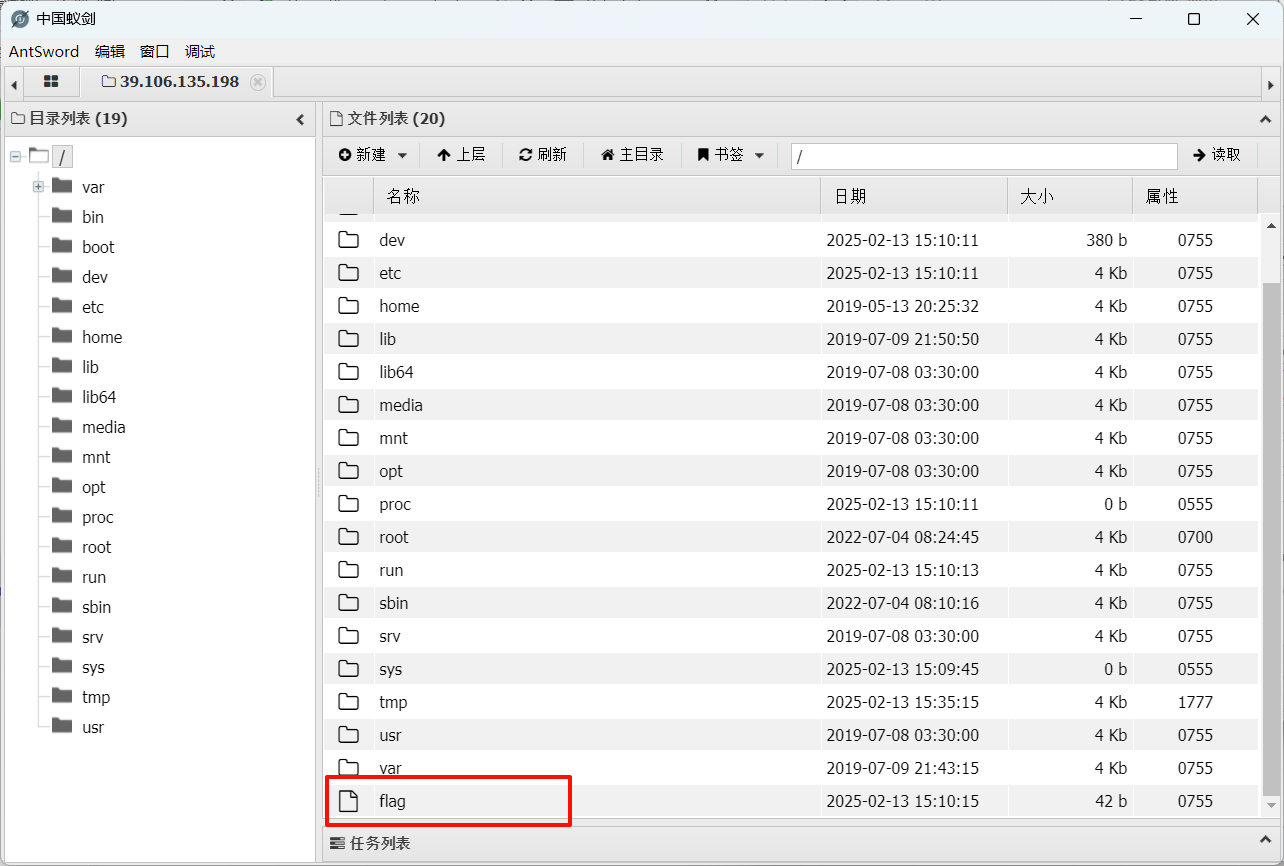 中国蚁剑
AntSword 编辑 窗口 调试
39.106.135.198
目录列表 (19)
/
var
bin
boot
dev
etc
home
lib
lib64
media
mnt
opt
proc
root
run
sbin
srv
sys
tmp
usr
文件列表 (20)
新建 上层 刷新 主目录 书签 / 读取
名称 日期 大小 属性
dev 2025-02-13 15:10:11 380 b 0755
etc 2025-02-13 15:10:11 4 Kb 0755
home 2019-05-13 20:25:32 4 Kb 0755
lib 2019-07-09 21:50:50 4 Kb 0755
lib64 2019-07-08 03:30:00 4 Kb 0755
media 2019-07-08 03:30:00 4 Kb 0755
mnt 2019-07-08 03:30:00 4 Kb 0755
opt 2019-07-08 03:30:00 4 Kb 0755
proc 2025-02-13 15:10:11 0 b 0555
root 2022-07-04 08:24:45 4 Kb 0700
run 2025-02-13 15:10:13 4 Kb 0755
sbin 2022-07-04 08:10:16 4 Kb 0755
srv 2019-07-08 03:30:00 4 Kb 0755
sys 2025-02-13 15:09:45 0 b 0555
tmp 2025-02-13 15:35:15 4 Kb 1777
usr 2019-07-08 03:30:00 4 Kb 0755
var 2019-07-09 21:43:15 4 Kb 0755
flag 2025-02-13 15:10:15 42 b 0755
任务列表